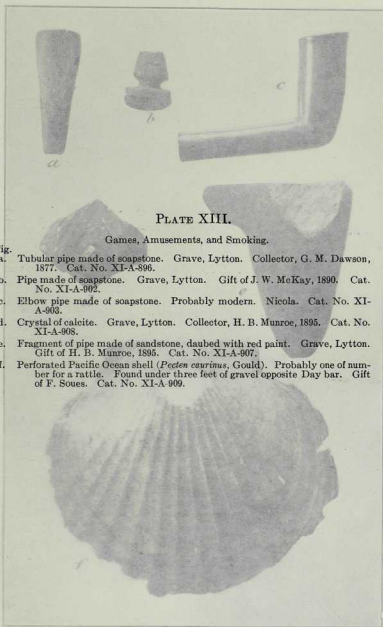 a
b
c
PLATE XIII.
Games, Amusements, and Smoking.
ig.
a. Tubular pipe made of soapstone. Grave, Lytton. Collector, G. M. Dawson,
1877. Cat. No. XI-A-896.
b. Pipe made of soapstone. Grave, Lytton. Gift of J. W. McKay, 1890. Cat.
No. XI-A-902.
c. Elbow pipe made of soapstone. Probably modern. Nicola. Cat. No. XI-
A-903.
d. Crystal of calcite. Grave, Lytton. Collector, H. B. Munroe, 1895. Cat. No.
XI-A-908.
e. Fragment of pipe made of sandstone, daubed with red paint. Grave, Lytton.
Gift of H. B. Munroe, 1895. Cat. No. XI-A-907.
f. Perforated Pacific Ocean shell (Pecten caurinus, Gould). Probably one of num-
ber for a rattle. Found under three feet of gravel opposite Day bar. Gift
of F. Soues. Cat. No. XI-A-909.